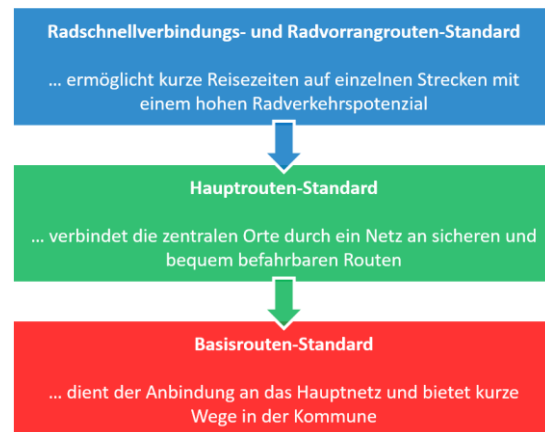 Radschnellverbindungs- und Radvorrangrouten-Standard
... ermöglicht kurze Reisezeiten auf einzelnen Strecken mit
einem hohen Radverkehrspotenzial
Hauptrouten-Standard
... verbindet die zentralen Orte durch ein Netz an sicheren und
bequem befahrbaren Routen
Basisrouten-Standard
... dient der Anbindung an das Hauptnetz und bietet kurze
Wege in der Kommune